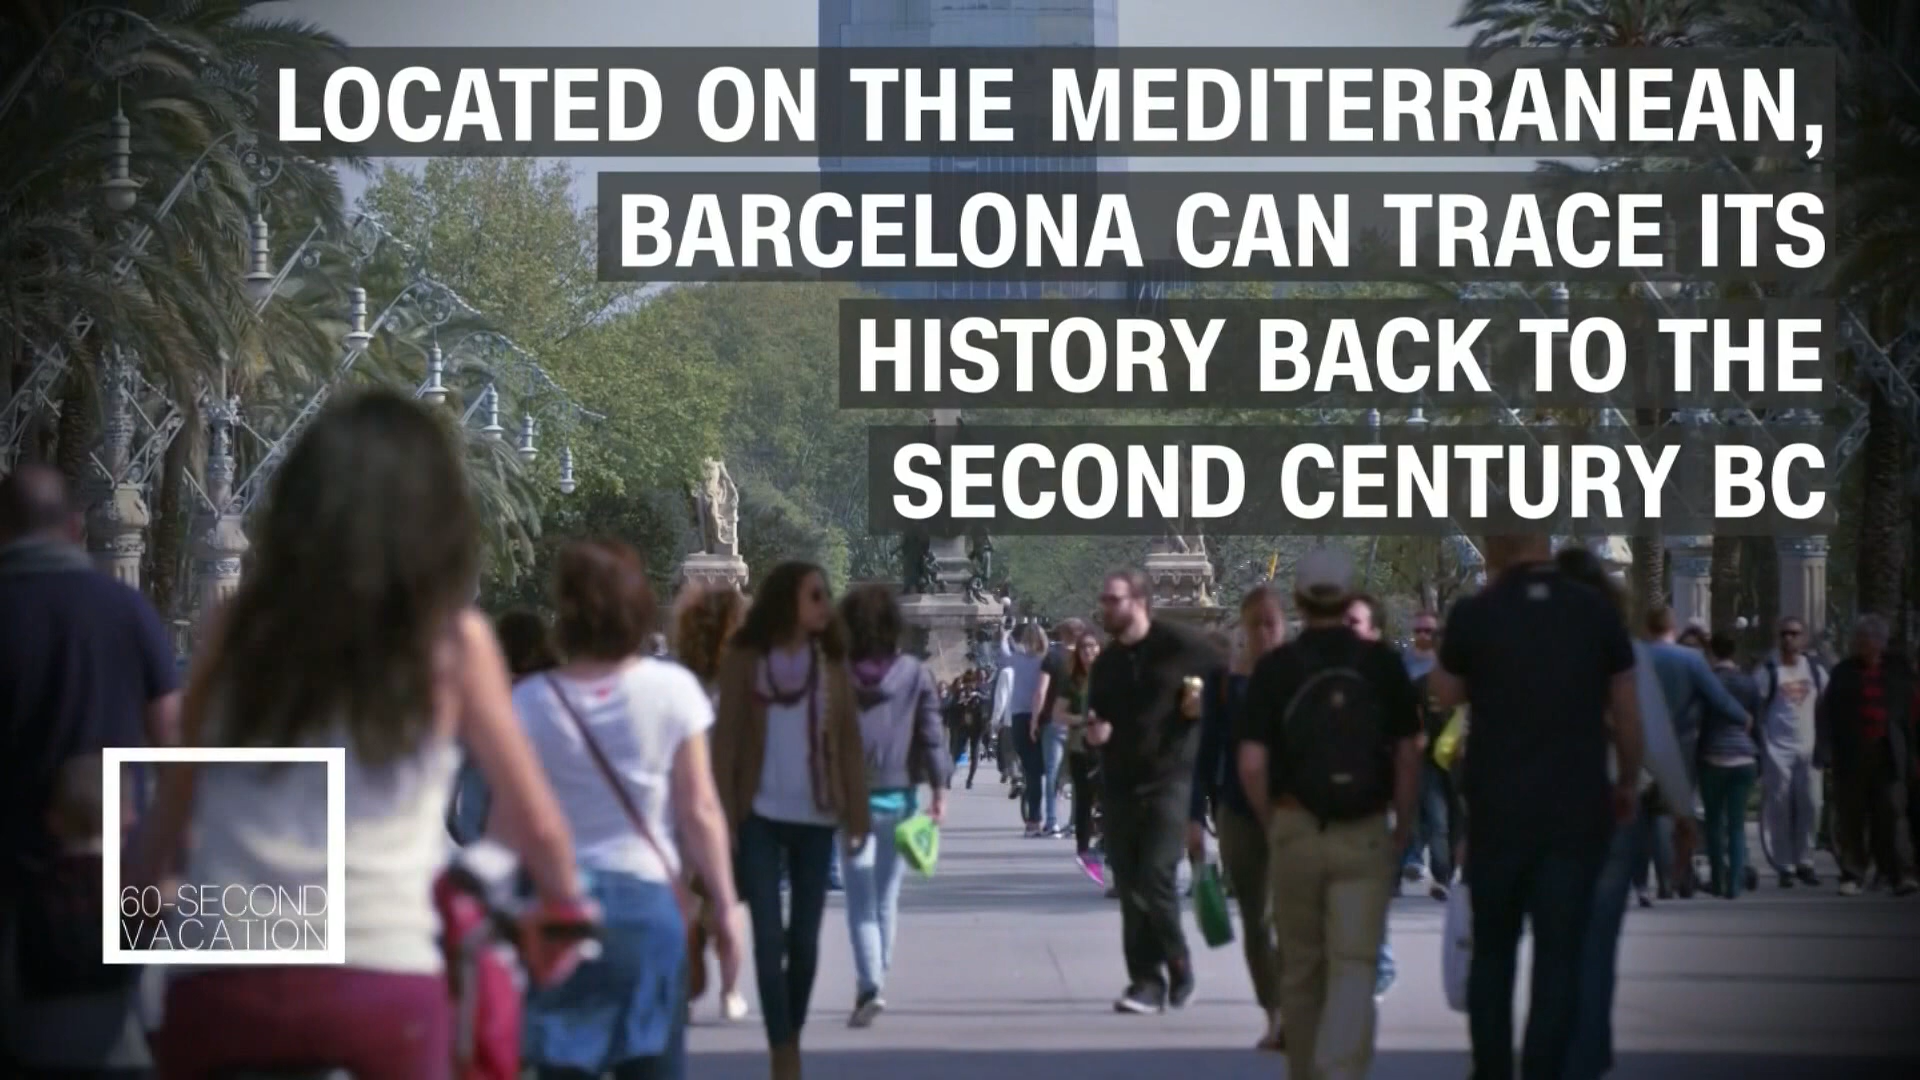 LOCATED ON THE MEDITERRANEAN,
BARCELONA CAN TRACE ITS
HISTORY BACK TO THE
SECOND CENTURY BC
60-SECOND
VACATION